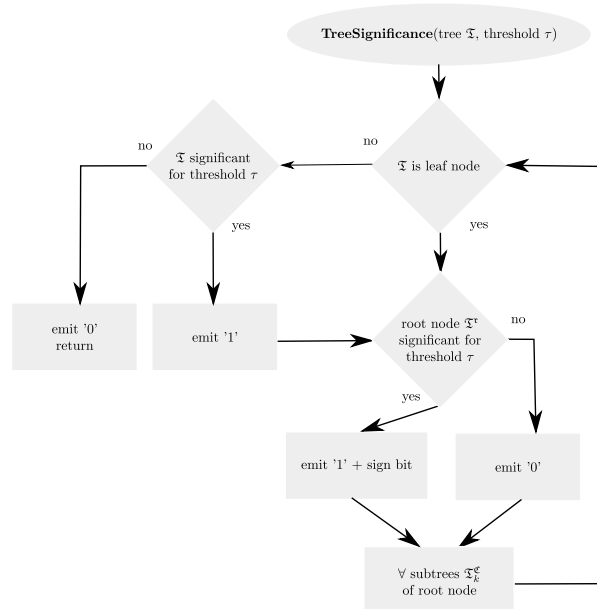 TreeSignificance(tree 𝔗, threshold τ)
no
no
𝔗 significant
for threshold τ
𝔗 is leaf node
yes
yes
emit '0'
return
emit '1'
root node 𝔗ʳ
significant for
threshold τ
no
yes
emit '1' + sign bit
emit '0'
∀ subtrees 𝔗ₖ^ℭ
of root node